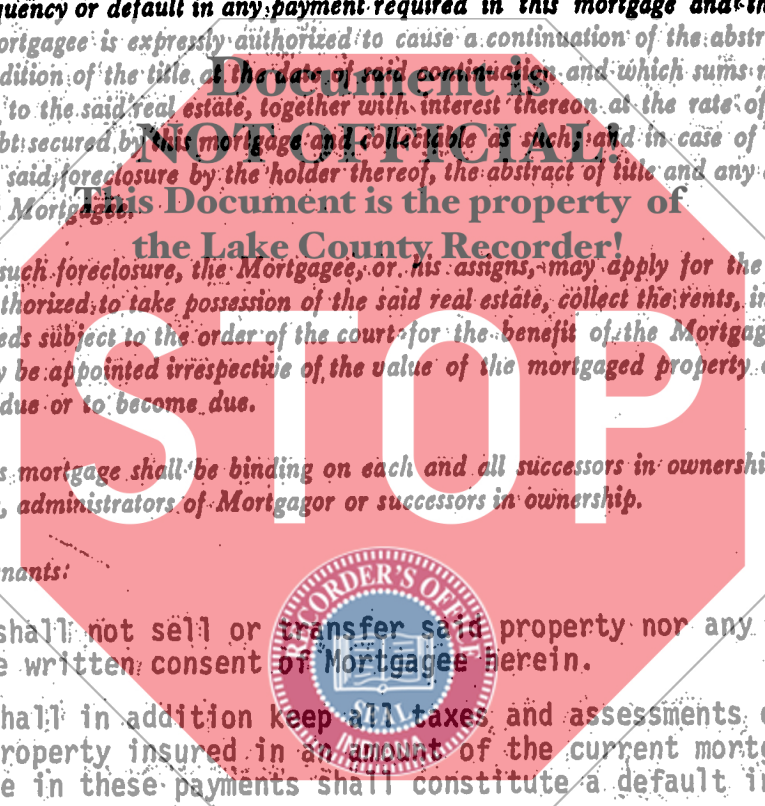 quency or default in any payment required in this mortgage and th
ortgagee is expressly authorized to cause a continuation of the abstr
dition of the title at the date of said continuation and which sums
to the said real estate, together with interest thereon at the rate of
bt secured by this mortgage and collectable as such; and in case of
said foreclosure by the holder thereof, the abstract of title and any
Mortgagee.
Document is
NOT OFFICIAL!
This Document is the property of
the Lake County Recorder!
such foreclosure, the Mortgagee, or his assigns, may apply for the
thorized to take possession of the said real estate, collect the rents, i
eds subject to the order of the court for the benefit of the Mortgag
y be appointed irrespective of the value of the mortgaged property
due or to become due.
STOP
s mortgage shall be binding on each and all successors in ownershi
, administrators of Mortgagor or successors in ownership.
nants:
RECORDER'S OFFICE
SEAL
INDIANA
shall not sell or transfer said property nor any
e written consent of Mortgagee herein.
hall in addition keep all taxes and assessments
roperty insured in an amount of the current mort
e in these payments shall constitute a default i